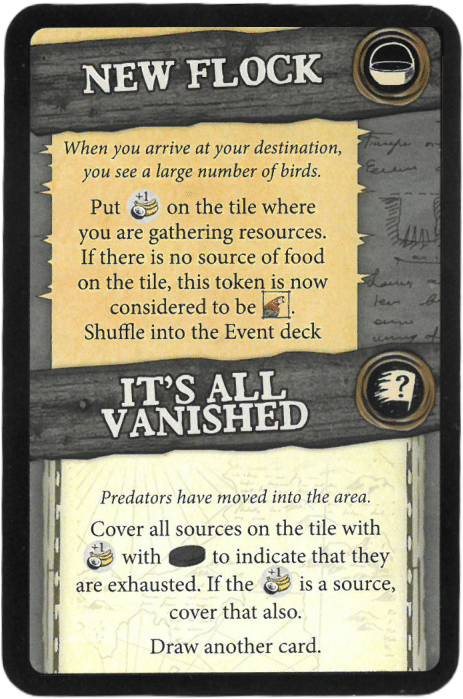 NEW FLOCK
When you arrive at your destination,
you see a large number of birds.
Put +1 on the tile where
you are gathering resources.
If there is no source of food
on the tile, this token is now
considered to be .
Shuffle into the Event deck
IT'S ALL
VANISHED
?
Predators have moved into the area.
Cover all sources on the tile with
+1 with to indicate that they
are exhausted. If the +1 is a source,
cover that also.
Draw another card.